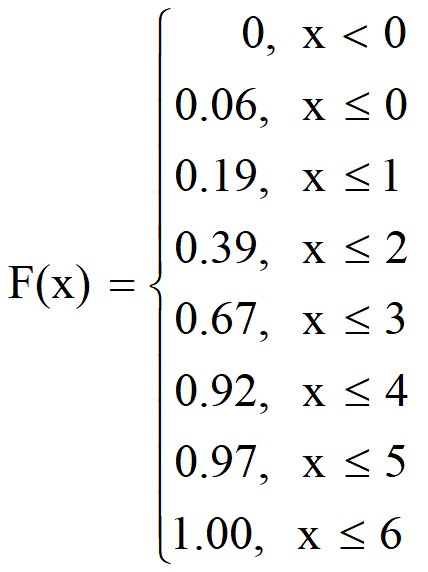 0, x < 0
0.06, x ≤ 0
0.19, x ≤ 1
0.39, x ≤ 2
F(x) =
0.67, x ≤ 3
0.92, x ≤ 4
0.97, x ≤ 5
1.00, x ≤ 6